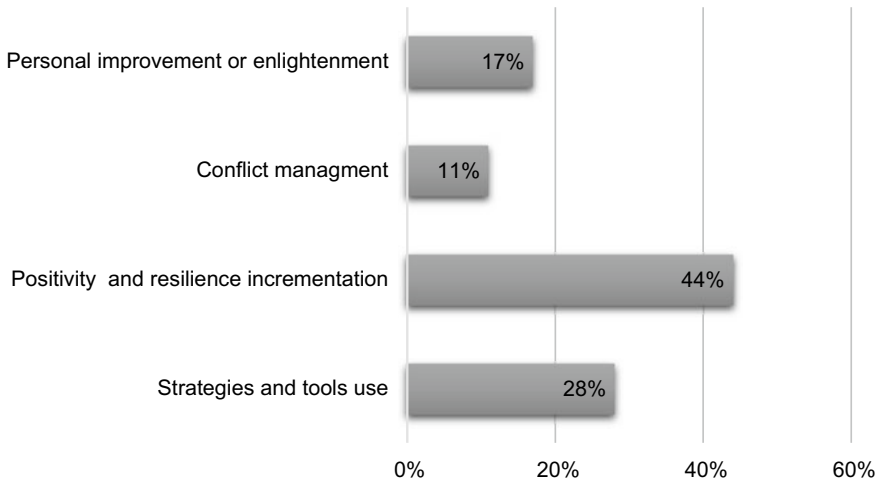 Personal improvement or enlightenment
17%
Conflict managment
11%
Positivity  and resilience incrementation
44%
Strategies and tools use
28%
0% 20% 40% 60%